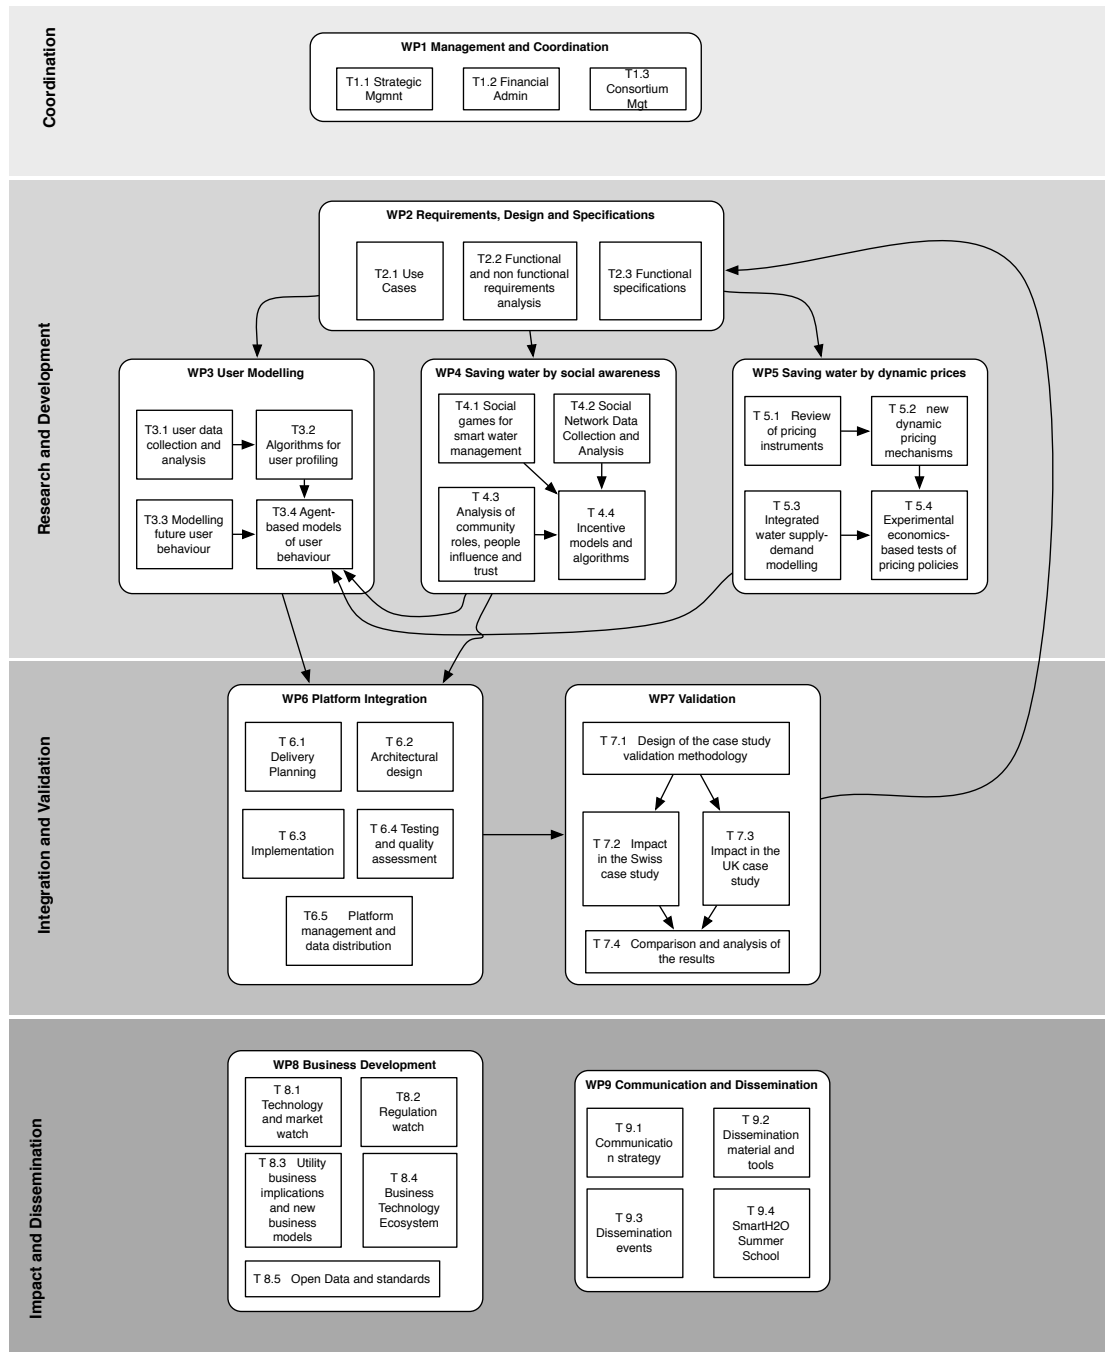 Coordination
WP1 Management and Coordination
T1.1 Strategic
Mgmnt
T1.2 Financial
Admin
T1.3
Consortium
Mgt
Research and Development
WP2 Requirements, Design and Specifications
T2.1 Use
Cases
T2.2 Functional
and non functional
requirements
analysis
T2.3 Functional
specifications
WP3 User Modelling
T3.1 user data
collection and
analysis
T3.2
Algorithms for
user profiling
T3.3 Modelling
future user
behaviour
T3.4 Agent-
based models
of user
behaviour
WP4 Saving water by social awareness
T4.1 Social
games for
smart water
management
T4.2 Social
Network Data
Collection and
Analysis
T 4.3
Analysis of
community
roles, people
influence and
trust
T 4.4
Incentive
models and
algorithms
WP5 Saving water by dynamic prices
T 5.1 Review
of pricing
instruments
T 5.2 new
dynamic
pricing
mechanisms
T 5.3
Integrated
water supply-
demand
modelling
T 5.4
Experimental
economics-
based tests of
pricing policies
Integration and Validation
WP6 Platform Integration
T 6.1
Delivery
Planning
T 6.2
Architectural
design
T 6.3
Implementation
T 6.4 Testing
and quality
assessment
T6.5 Platform
management and
data distribution
WP7 Validation
T 7.1 Design of the case study
validation methodology
T 7.2 Impact
in the Swiss
case study
T 7.3
Impact in the
UK case
study
T 7.4 Comparison and analysis of
the results
Impact and Dissemination
WP8 Business Development
T 8.1
Technology
and market
watch
T8.2
Regulation
watch
T 8.3 Utility
business
implications
and new
business
models
T 8.4
Business
Technology
Ecosystem
T 8.5 Open Data and standards
WP9 Communication and Dissemination
T 9.1
Communicatio
n strategy
T 9.2
Dissemination
material and
tools
T 9.3
Dissemination
events
T 9.4
SmartH2O
Summer
School